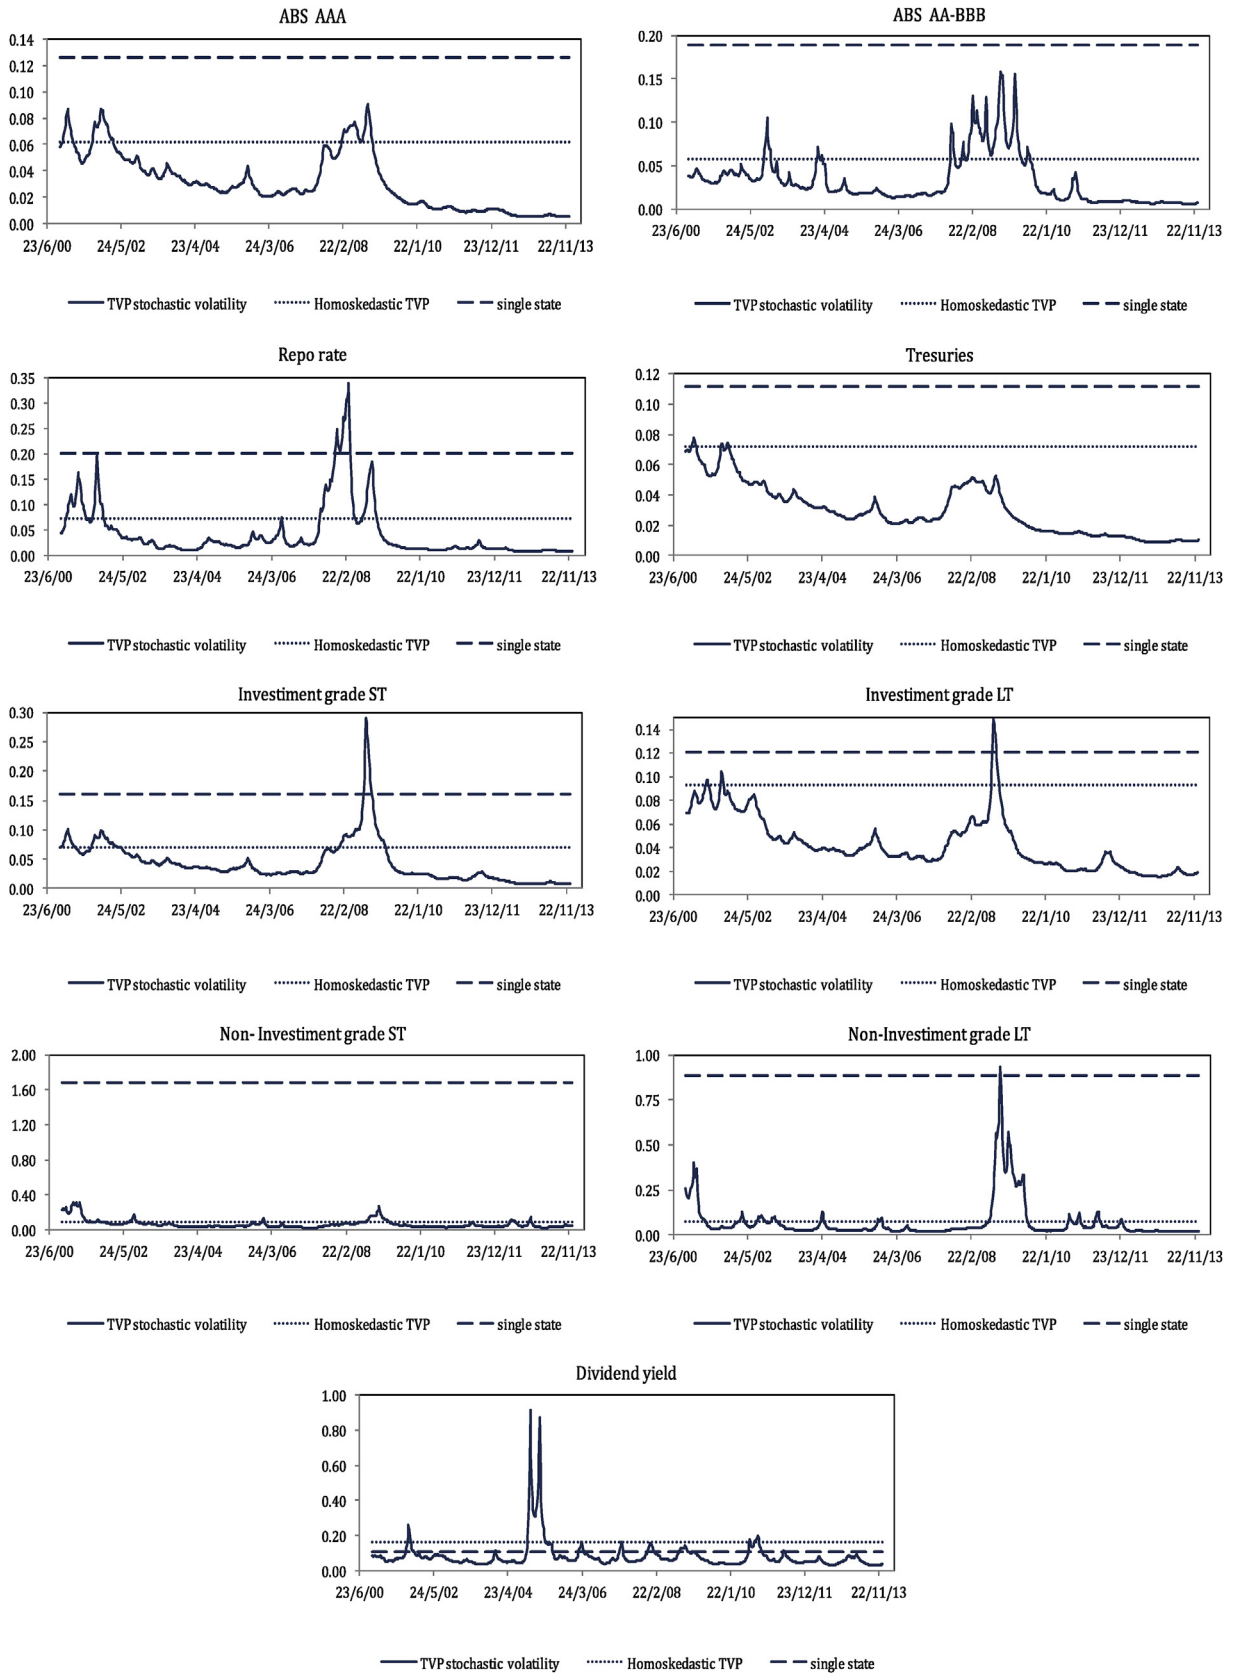 ABS AAA
0.14
0.12
0.10
0.08
0.06
0.04
0.02
0.00
23/6/00 24/5/02 23/4/04 24/3/06 22/2/08 22/1/10 23/12/11 22/11/13
TVP stochastic volatility Homoskedastic TVP single state
ABS AA-BBB
0.20
0.15
0.10
0.05
0.00
23/6/00 24/5/02 23/4/04 24/3/06 22/2/08 22/1/10 23/12/11 22/11/13
TVP stochastic volatility Homoskedastic TVP single state
Repo rate
0.35
0.30
0.25
0.20
0.15
0.10
0.05
0.00
23/6/00 24/5/02 23/4/04 24/3/06 22/2/08 22/1/10 23/12/11 22/11/13
TVP stochastic volatility Homoskedastic TVP single state
Tresuries
0.12
0.10
0.08
0.06
0.04
0.02
0.00
23/6/00 24/5/02 23/4/04 24/3/06 22/2/08 22/1/10 23/12/11 22/11/13
TVP stochastic volatility Homoskedastic TVP single state
Investiment grade ST
0.30
0.25
0.20
0.15
0.10
0.05
0.00
23/6/00 24/5/02 23/4/04 24/3/06 22/2/08 22/1/10 23/12/11 22/11/13
TVP stochastic volatility Homoskedastic TVP single state
Investiment grade LT
0.14
0.12
0.10
0.08
0.06
0.04
0.02
0.00
23/6/00 24/5/02 23/4/04 24/3/06 22/2/08 22/1/10 23/12/11 22/11/13
TVP stochastic volatility Homoskedastic TVP single state
Non- Investiment grade ST
2.00
1.60
1.20
0.80
0.40
0.00
23/6/00 24/5/02 23/4/04 24/3/06 22/2/08 22/1/10 23/12/11 22/11/13
TVP stochastic volatility Homoskedastic TVP single state
Non-Investiment grade LT
1.00
0.75
0.50
0.25
0.00
23/6/00 24/5/02 23/4/04 24/3/06 22/2/08 22/1/10 23/12/11 22/11/13
TVP stochastic volatility Homoskedastic TVP single state
Dividend yield
1.00
0.80
0.60
0.40
0.20
0.00
23/6/00 24/5/02 23/4/04 24/3/06 22/2/08 22/1/10 23/12/11 22/11/13
TVP stochastic volatility Homoskedastic TVP single state